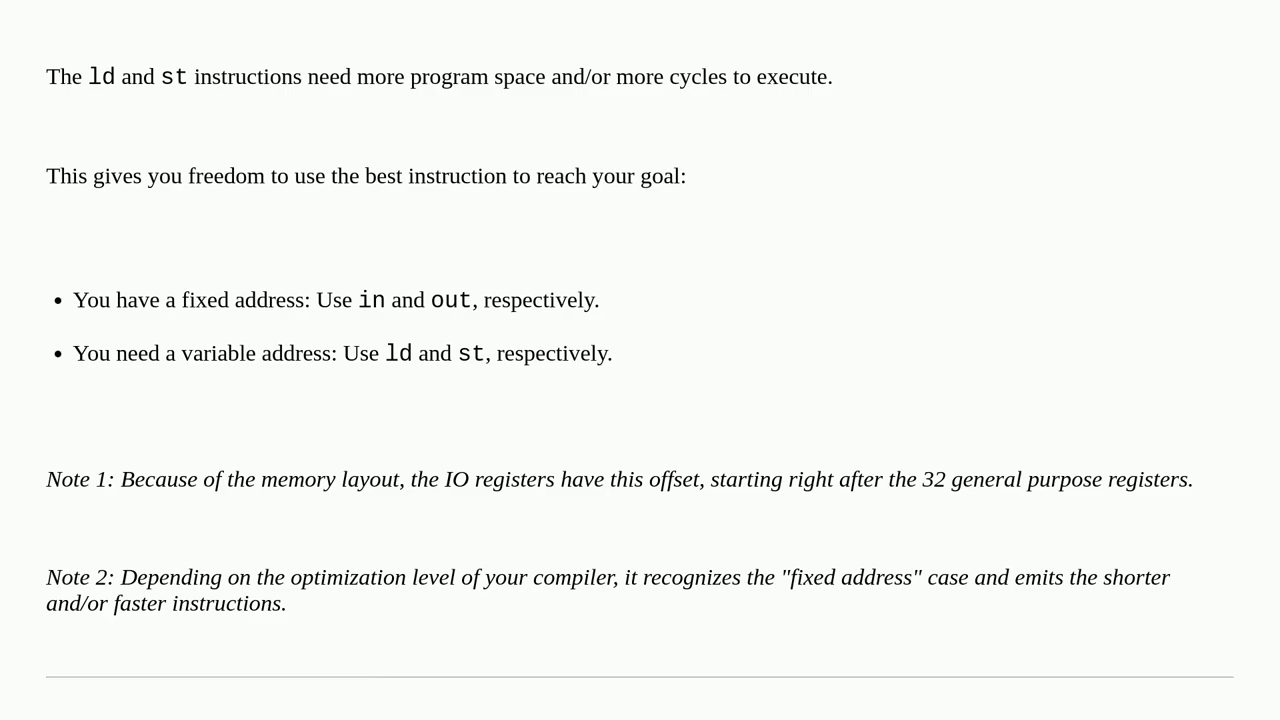 The ld and st instructions need more program space and/or more cycles to execute.
This gives you freedom to use the best instruction to reach your goal:
• You have a fixed address: Use in and out, respectively.
• You need a variable address: Use ld and st, respectively.
Note 1: Because of the memory layout, the IO registers have this offset, starting right after the 32 general purpose registers.
Note 2: Depending on the optimization level of your compiler, it recognizes the "fixed address" case and emits the shorter
and/or faster instructions.